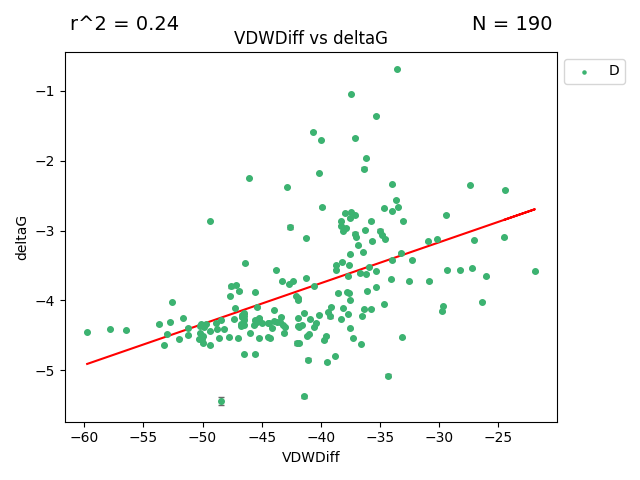 r^2 = 0.24
N = 190
VDWDiff vs deltaG
D
deltaG
−1
−2
−3
−4
−5
−60 −55 −50 −45 −40 −35 −30 −25
VDWDiff